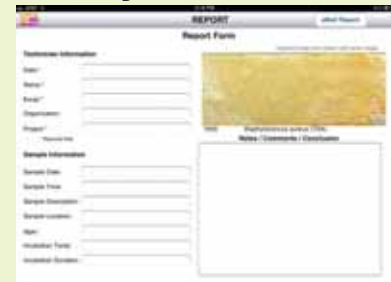 REPORT
eMail Report
Report Form
Technician Information
Date *
Name *
Email *
Organization
Project *
Sample Information
Sample Date
Sample Time
Sample Description
Sample Location
Incubation Temp
Incubation Duration
Staphylococcus aureus
Notes / Comments / Conclusion